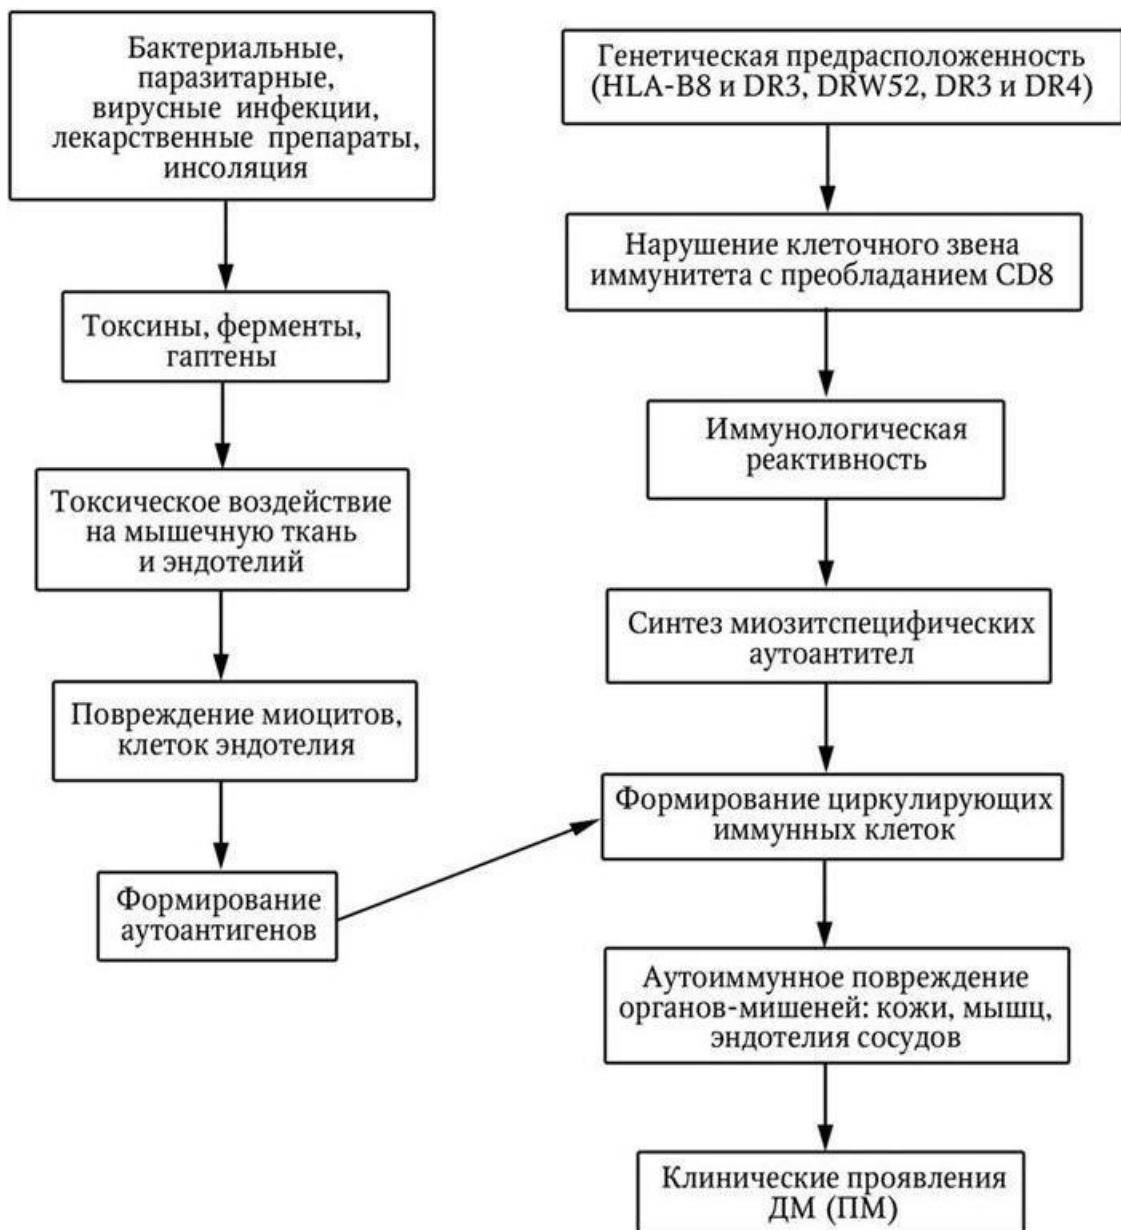 Бактериальные,
паразитарные,
вирусные инфекции,
лекарственные препараты,
инсоляция
Токсины, ферменты,
гаптены
Токсическое воздействие
на мышечную ткань
и эндотелий
Повреждение миоцитов,
клеток эндотелия
Формирование
аутоантигенов
Генетическая предрасположенность
(HLA-B8 и DR3, DRW52, DR3 и DR4)
Нарушение клеточного звена
иммунитета с преобладанием CD8
Иммунологическая
реактивность
Синтез миозитспецифических
аутоантител
Формирование циркулирующих
иммунных клеток
Аутоиммунное повреждение
органов-мишеней: кожи, мышц,
эндотелия сосудов
Клинические проявления
ДМ (ПМ)